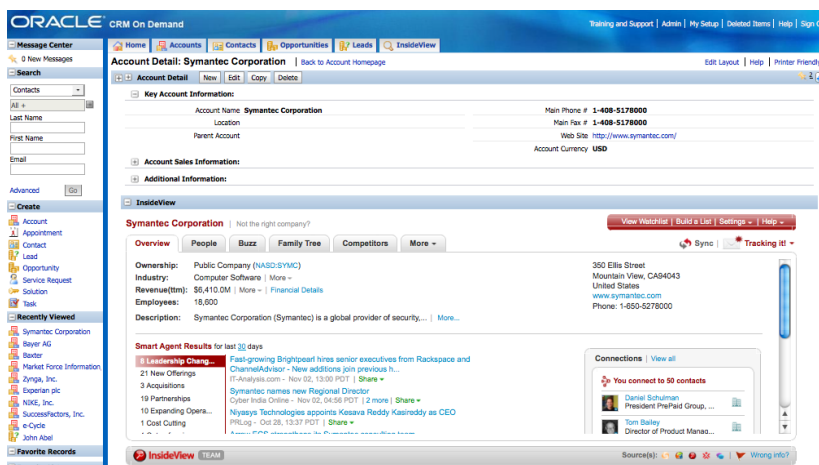 ORACLE CRM On Demand
Training and Support | Admin | My Setup | Deleted Items | Help | Sign O
Message Center
0 New Messages
Search
Contacts
All +
Last Name
First Name
Email
Advanced Go
Create
Account
Appointment
Contact
Lead
Opportunity
Service Request
Solution
Task
Recently Viewed
Symantec Corporation
Bayer AG
Baxter
Market Force Information,
Zynga, Inc.
Experian plc
NIKE, Inc.
SuccessFactors, Inc.
e-Cycle
John Abel
Favorite Records
Home Accounts Contacts Opportunities Leads InsideView
Account Detail: Symantec Corporation | Back to Account Homepage
Edit Layout | Help | Printer Friendly
Account Detail New Edit Copy Delete
Key Account Information:
Account Name Symantec Corporation
Location
Parent Account
Main Phone # 1-408-5178000
Main Fax # 1-408-5178000
Web Site http://www.symantec.com/
Account Currency USD
Account Sales Information:
Additional Information:
InsideView
Symantec Corporation | Not the right company?
View Watchlist | Build a List | Settings | Help
Overview People Buzz Family Tree Competitors More
Sync | Tracking it!
Ownership: Public Company (NASD:SYMC)
Industry: Computer Software | More
Revenue(ttm): $6,410.0M | More | Financial Details
Employees: 18,600
Description: Symantec Corporation (Symantec) is a global provider of security,... | More...
350 Ellis Street
Mountain View, CA94043
United States
www.symantec.com
Phone: 1-650-5278000
Smart Agent Results for last 30 days
8 Leadership Chang...
21 New Offerings
3 Acquisitions
19 Partnerships
10 Expanding Opera...
1 Cost Cutting
Fast-growing Brightpearl hires senior executives from Rackspace and
ChannelAdvisor - New additions join previous h...
IT-Analysis.com - Nov 02, 13:00 PDT | Share
Symantec names new Regional Director
Cyber India Online - Nov 02, 04:56 PDT | 2 more | Share
Niyasys Technologies appoints Kesava Reddy Kasireddy as CEO
PRLog - Oct 28, 13:37 PDT | Share
Connections | View all
You connect to 50 contacts
Daniel Schulman
President PrePaid Group, ...
Tom Bailey
Director of Product Manag...
InsideView TEAM
Source(s): | Wrong info?